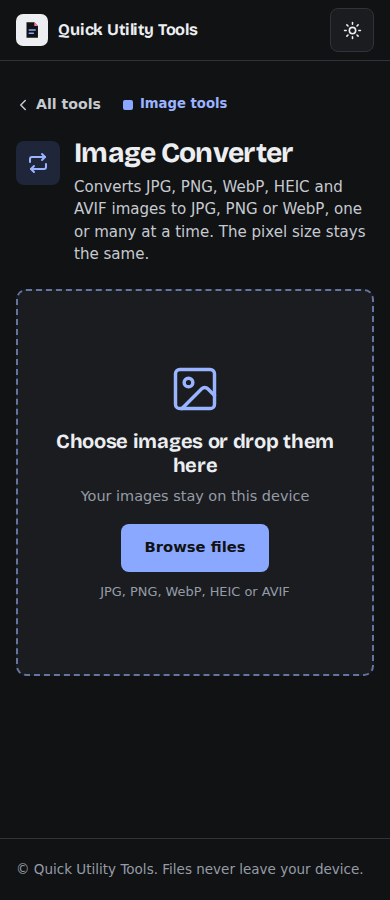 Quick Utility Tools
All tools
Image tools
Image Converter
Converts JPG, PNG, WebP, HEIC and
AVIF images to JPG, PNG or WebP, one
or many at a time. The pixel size stays
the same.
Choose images or drop them
here
Your images stay on this device
Browse files
JPG, PNG, WebP, HEIC or AVIF
© Quick Utility Tools. Files never leave your device.